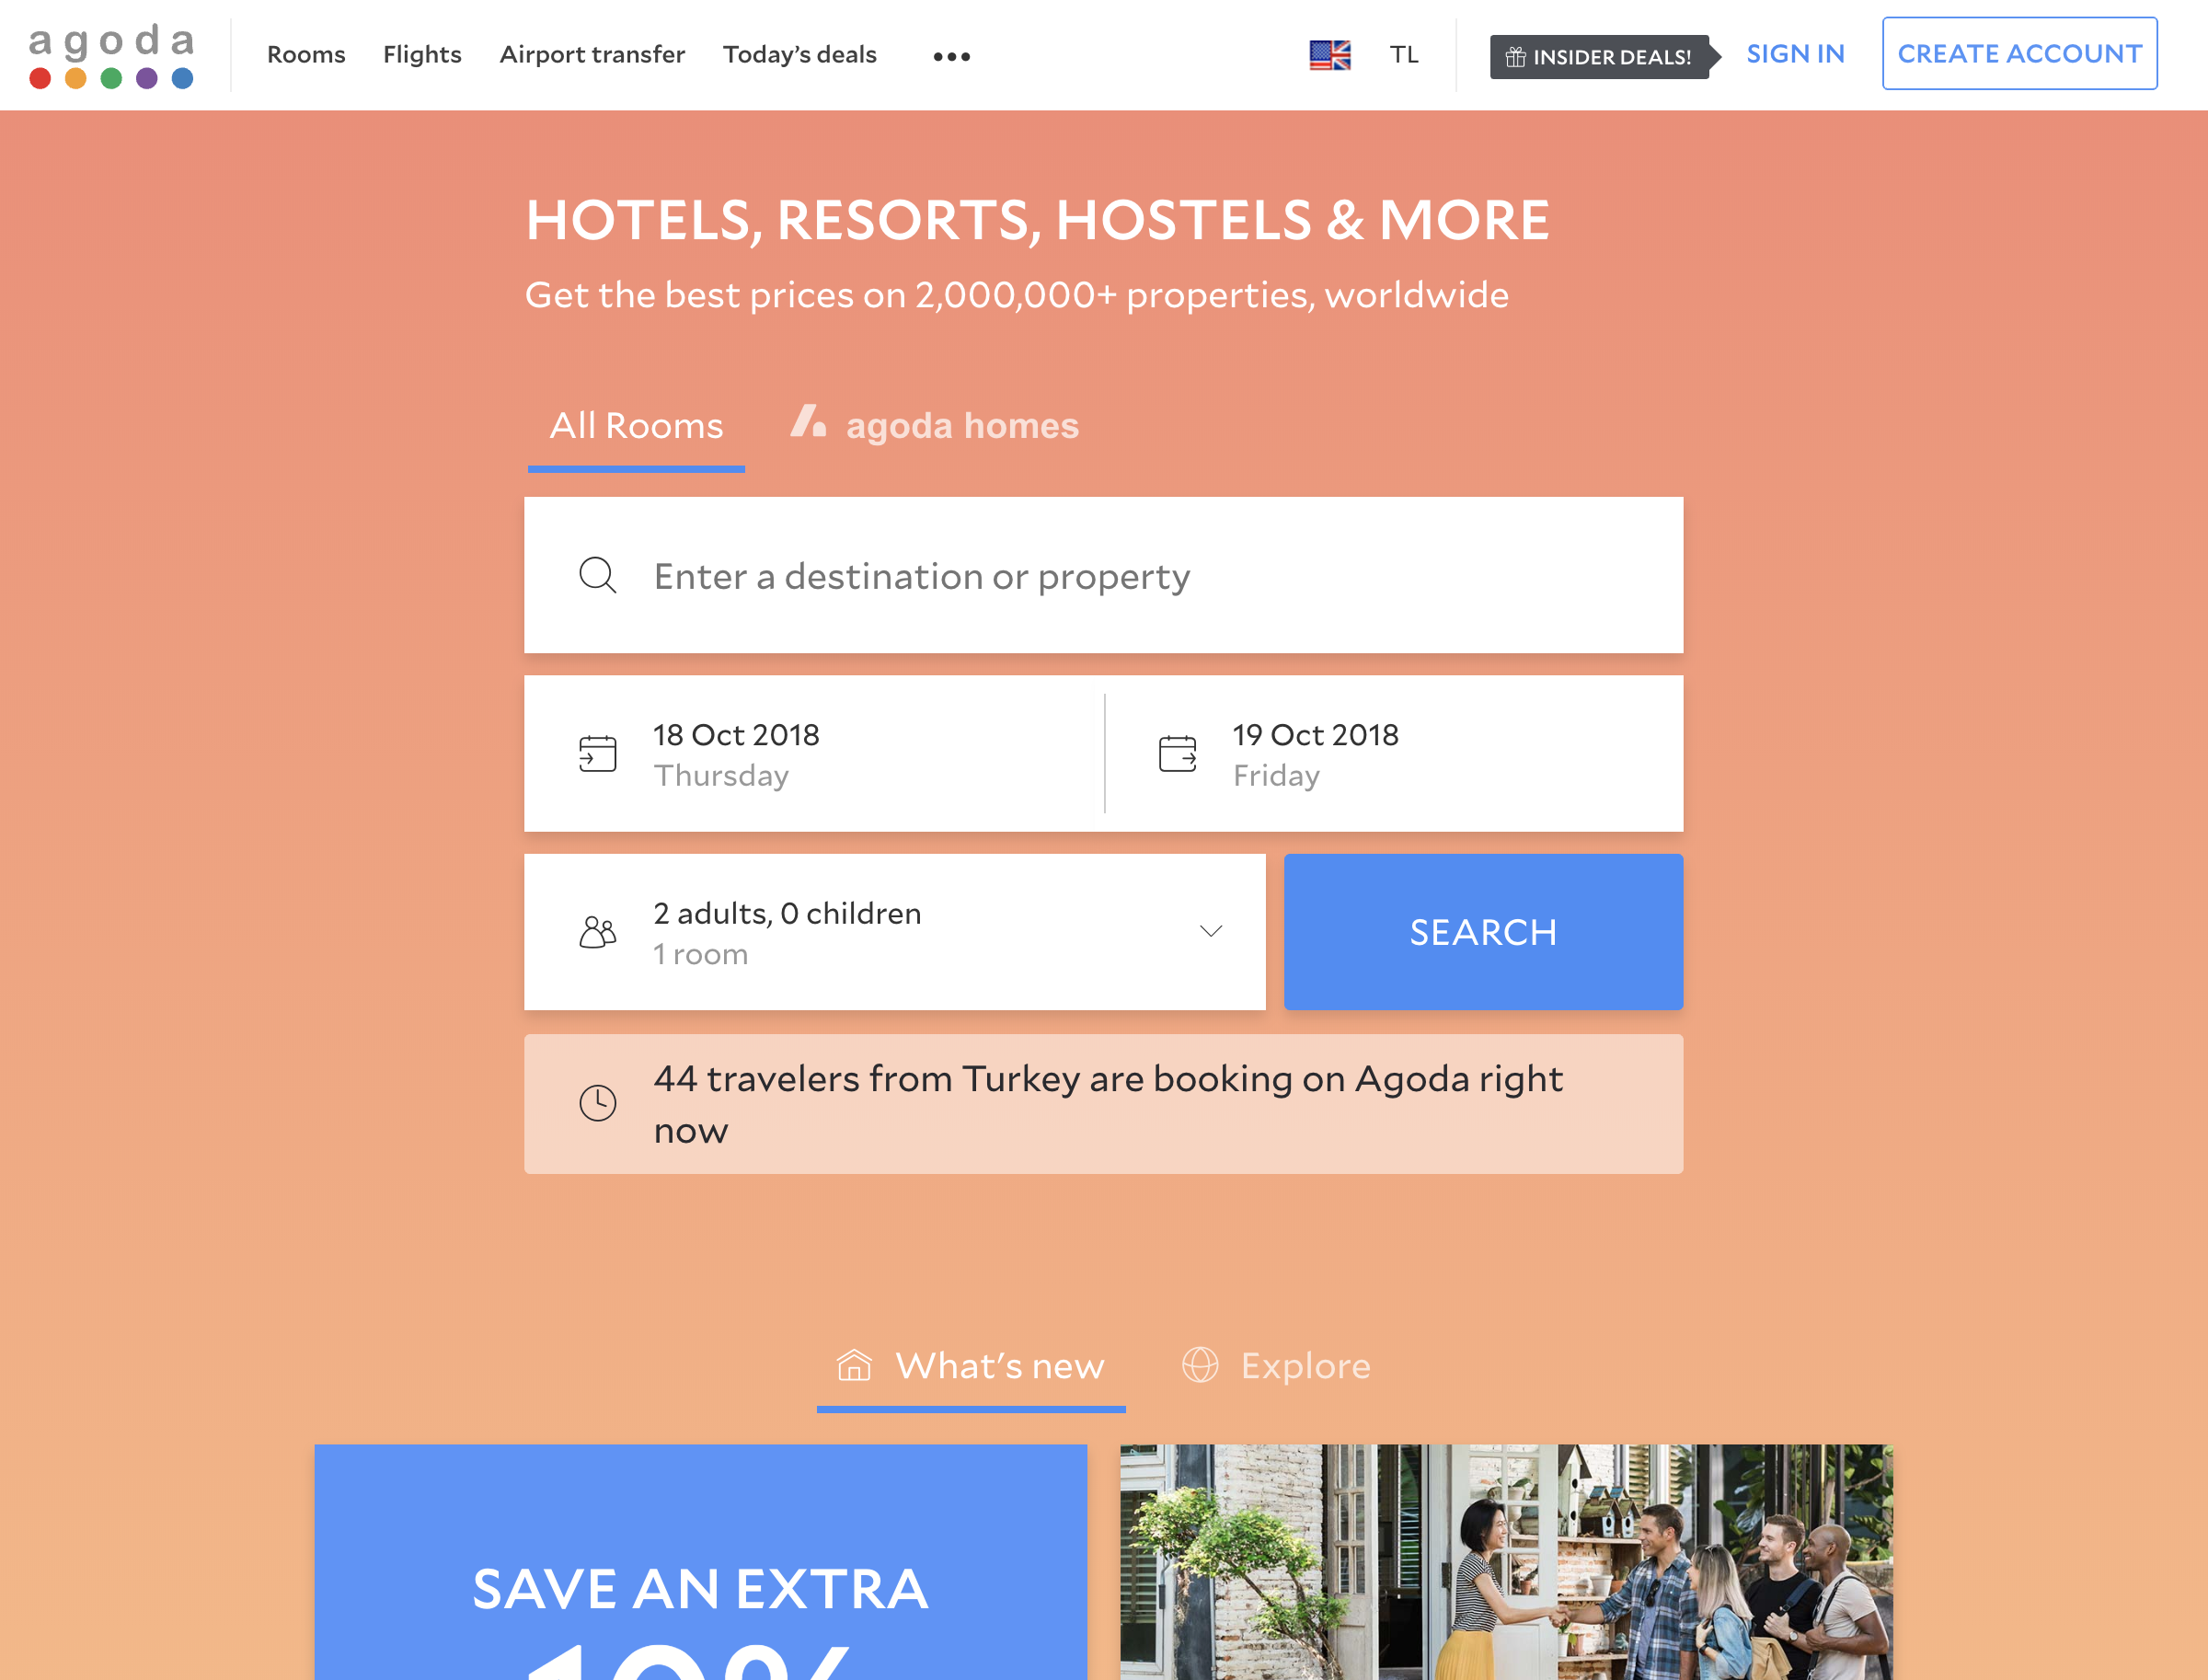 agoda
Rooms
Flights
Airport transfer
Today's deals
TL
INSIDER DEALS!
SIGN IN
CREATE ACCOUNT
HOTELS, RESORTS, HOSTELS & MORE
Get the best prices on 2,000,000+ properties, worldwide
All Rooms
agoda homes
Enter a destination or property
18 Oct 2018
Thursday
19 Oct 2018
Friday
2 adults, 0 children
1 room
SEARCH
44 travelers from Turkey are booking on Agoda right
now
What's new
Explore
SAVE AN EXTRA
10%